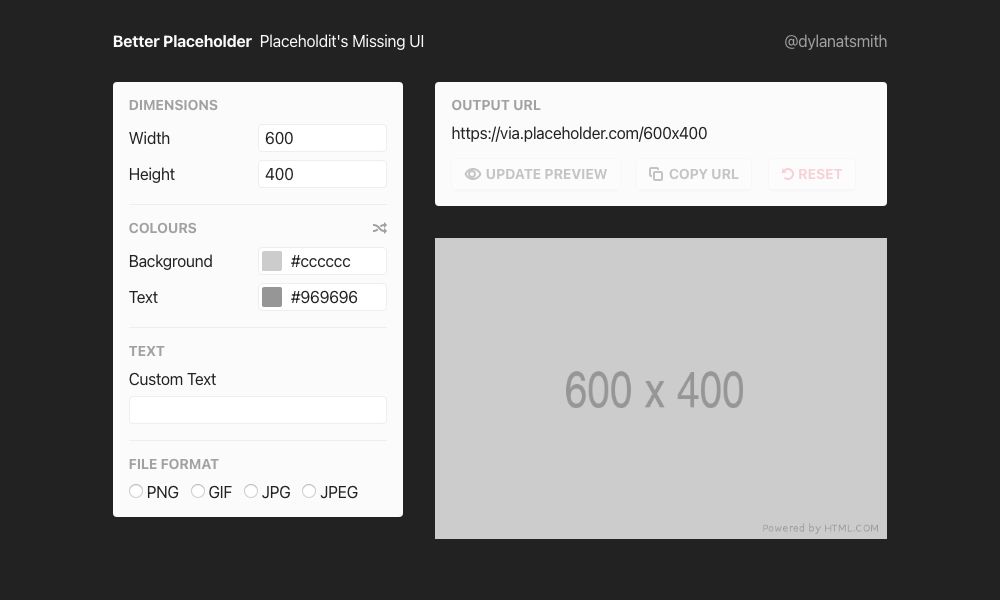 Better Placeholder Placeholdit's Missing UI
@dylanatsmith
DIMENSIONS
Width 600
Height 400
COLOURS
Background #cccccc
Text #969696
TEXT
Custom Text
FILE FORMAT
PNG GIF JPG JPEG
OUTPUT URL
https://via.placeholder.com/600x400
UPDATE PREVIEW COPY URL RESET
600 x 400
Powered by HTML.COM